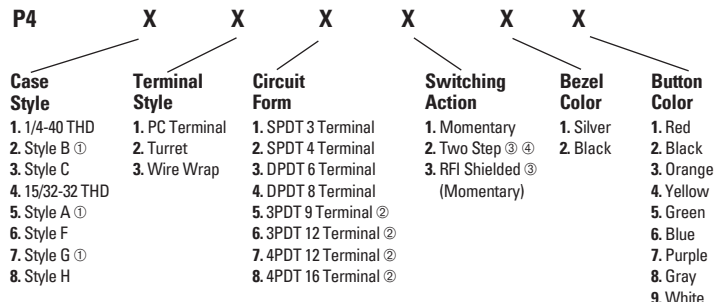 P4 X X X X X X
Case Style
1. 1/4-40 THD
2. Style B ①
3. Style C
4. 15/32-32 THD
5. Style A ①
6. Style F
7. Style G ①
8. Style H
Terminal Style
1. PC Terminal
2. Turret
3. Wire Wrap
Circuit Form
1. SPDT 3 Terminal
2. SPDT 4 Terminal
3. DPDT 6 Terminal
4. DPDT 8 Terminal
5. 3PDT 9 Terminal ②
6. 3PDT 12 Terminal ②
7. 4PDT 12 Terminal ②
8. 4PDT 16 Terminal ②
Switching Action
1. Momentary
2. Two Step ③ ④
3. RFI Shielded ③
(Momentary)
Bezel Color
1. Silver
2. Black
Button Color
1. Red
2. Black
3. Orange
4. Yellow
5. Green
6. Blue
7. Purple
8. Gray
9. White